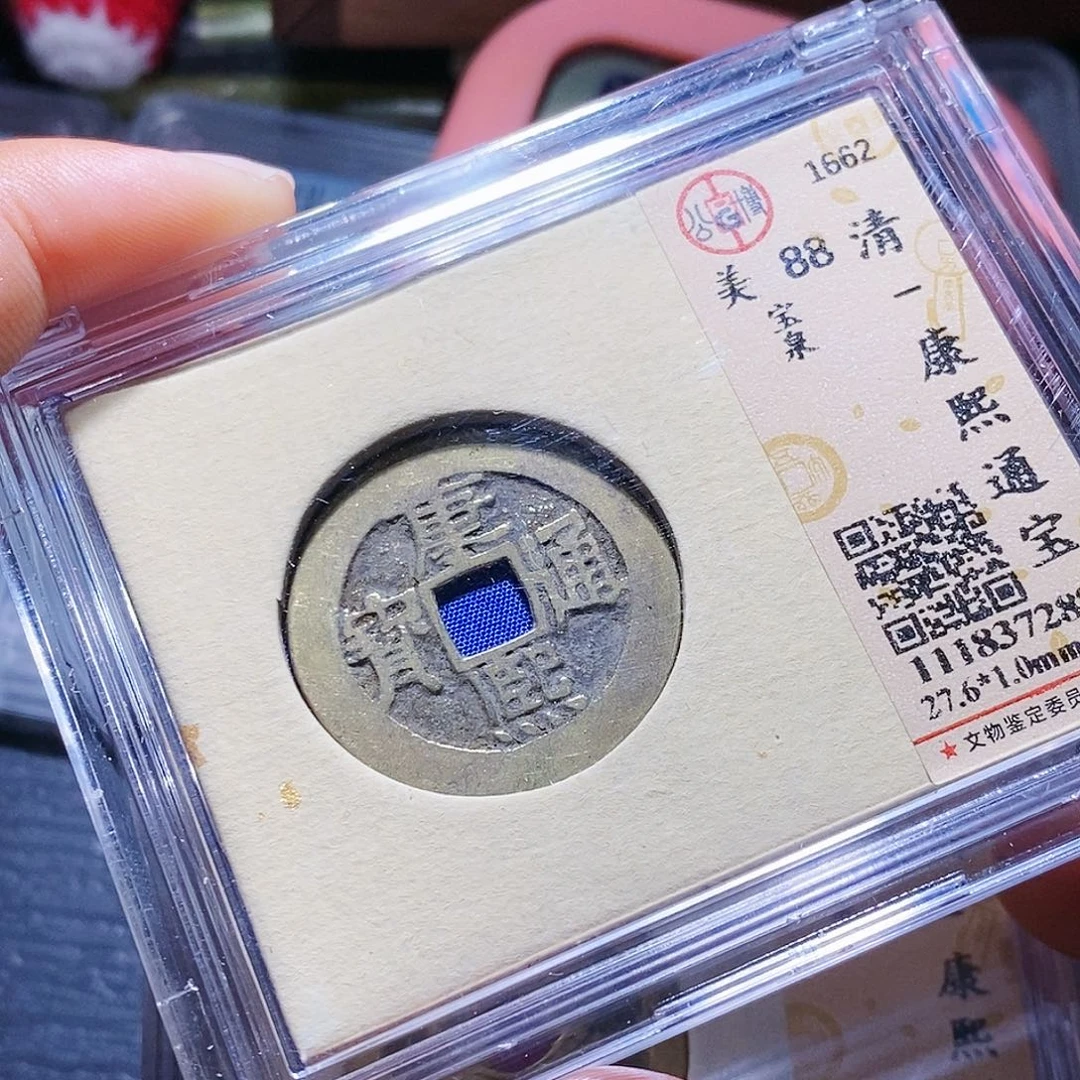 1662
清一康熙通宝
88
宝泉
美
11183728
27.6*1.0mm
★文物鉴定委员
康熙通寶
康熙